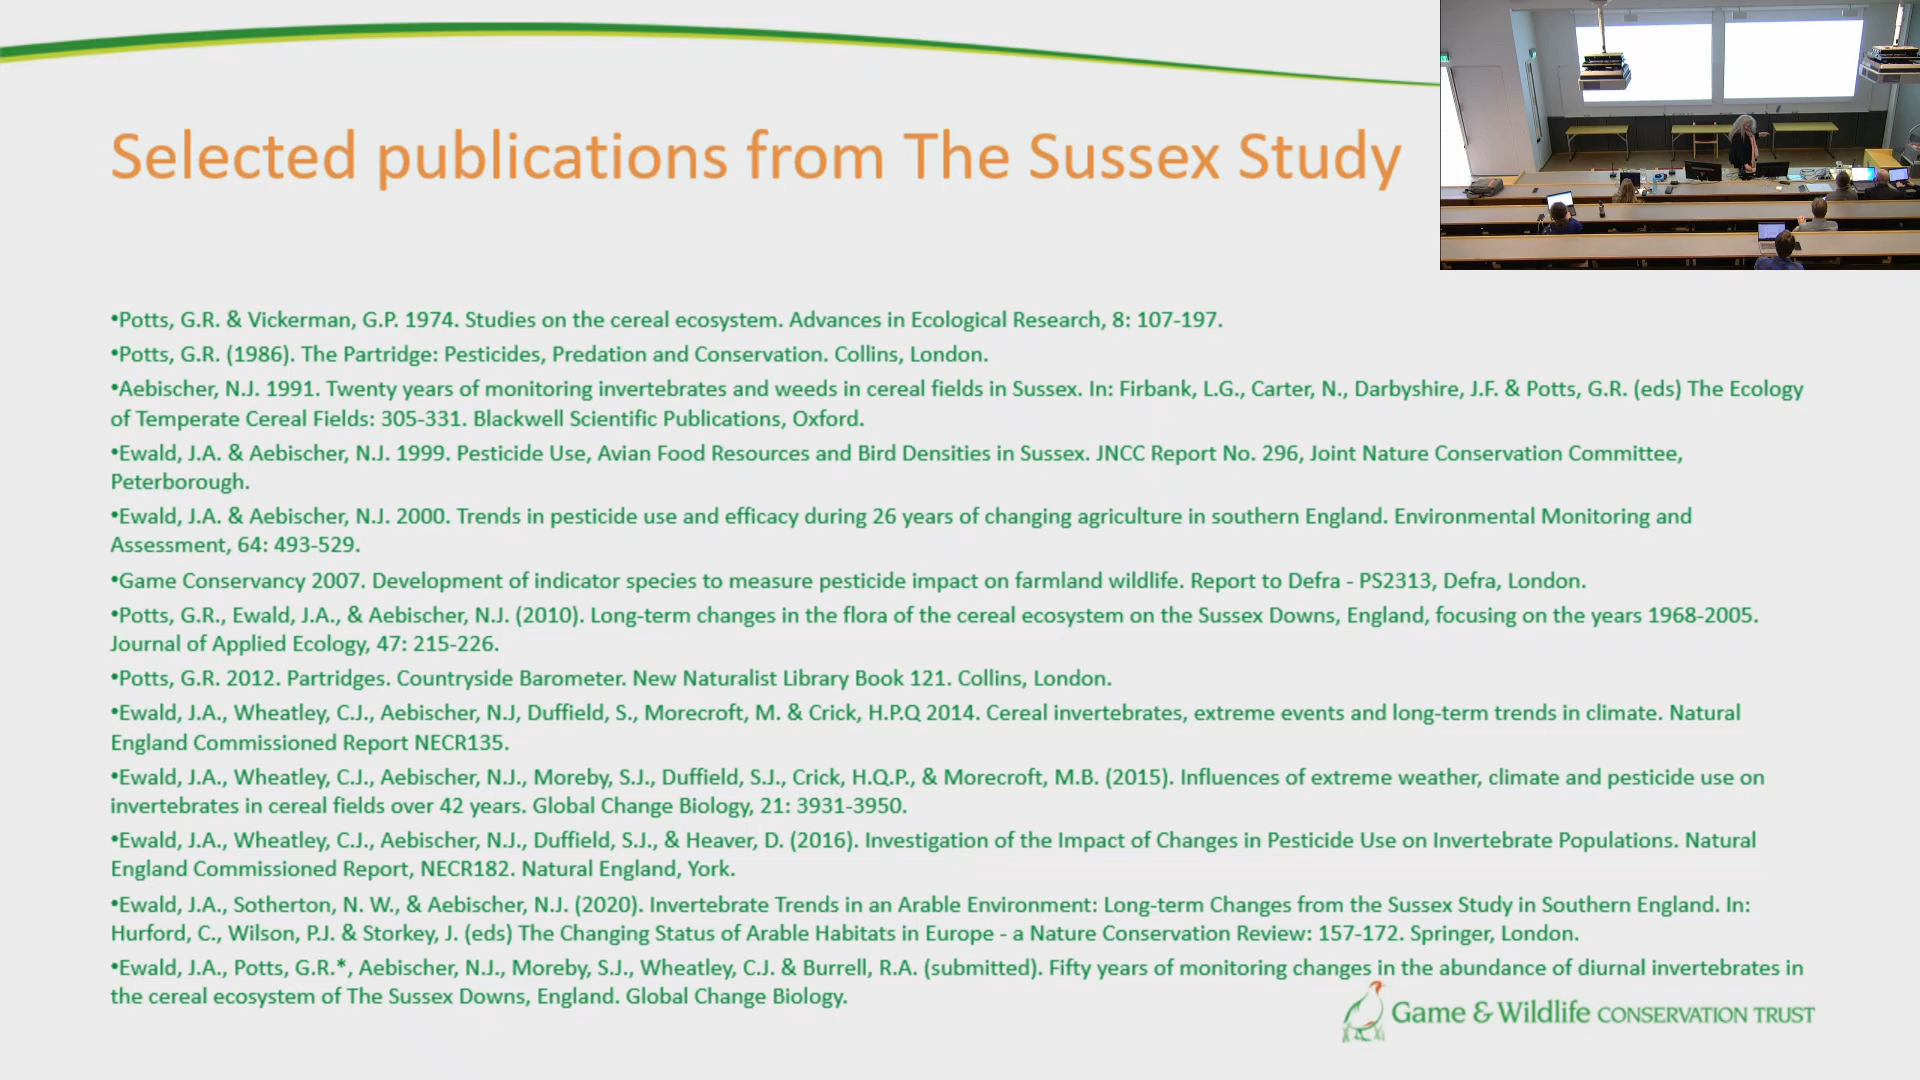 Selected publications from The Sussex Study
•Potts, G.R. & Vickerman, G.P. 1974. Studies on the cereal ecosystem. Advances in Ecological Research, 8: 107-197.
•Potts, G.R. (1986). The Partridge: Pesticides, Predation and Conservation. Collins, London.
•Aebischer, N.J. 1991. Twenty years of monitoring invertebrates and weeds in cereal fields in Sussex. In: Firbank, L.G., Carter, N., Darbyshire, J.F. & Potts, G.R. (eds) The Ecology
of Temperate Cereal Fields: 305-331. Blackwell Scientific Publications, Oxford.
•Ewald, J.A. & Aebischer, N.J. 1999. Pesticide Use, Avian Food Resources and Bird Densities in Sussex. JNCC Report No. 296, Joint Nature Conservation Committee,
Peterborough.
•Ewald, J.A. & Aebischer, N.J. 2000. Trends in pesticide use and efficacy during 26 years of changing agriculture in southern England. Environmental Monitoring and
Assessment, 64: 493-529.
•Game Conservancy 2007. Development of indicator species to measure pesticide impact on farmland wildlife. Report to Defra - PS2313, Defra, London.
•Potts, G.R., Ewald, J.A., & Aebischer, N.J. (2010). Long-term changes in the flora of the cereal ecosystem on the Sussex Downs, England, focusing on the years 1968-2005.
Journal of Applied Ecology, 47: 215-226.
•Potts, G.R. 2012. Partridges. Countryside Barometer. New Naturalist Library Book 121. Collins, London.
•Ewald, J.A., Wheatley, C.J., Aebischer, N.J, Duffield, S., Morecroft, M. & Crick, H.P.Q 2014. Cereal invertebrates, extreme events and long-term trends in climate. Natural
England Commissioned Report NECR135.
•Ewald, J.A., Wheatley, C.J., Aebischer, N.J., Moreby, S.J., Duffield, S.J., Crick, H.Q.P., & Morecroft, M.B. (2015). Influences of extreme weather, climate and pesticide use on
invertebrates in cereal fields over 42 years. Global Change Biology, 21: 3931-3950.
•Ewald, J.A., Wheatley, C.J., Aebischer, N.J., Duffield, S.J., & Heaver, D. (2016). Investigation of the Impact of Changes in Pesticide Use on Invertebrate Populations. Natural
England Commissioned Report, NECR182. Natural England, York.
•Ewald, J.A., Sotherton, N. W., & Aebischer, N.J. (2020). Invertebrate Trends in an Arable Environment: Long-term Changes from the Sussex Study in Southern England. In:
Hurford, C., Wilson, P.J. & Storkey, J. (eds) The Changing Status of Arable Habitats in Europe - a Nature Conservation Review: 157-172. Springer, London.
•Ewald, J.A., Potts, G.R.*, Aebischer, N.J., Moreby, S.J., Wheatley, C.J. & Burrell, R.A. (submitted). Fifty years of monitoring changes in the abundance of diurnal invertebrates in
the cereal ecosystem of The Sussex Downs, England. Global Change Biology.
Game & Wildlife CONSERVATION TRUST